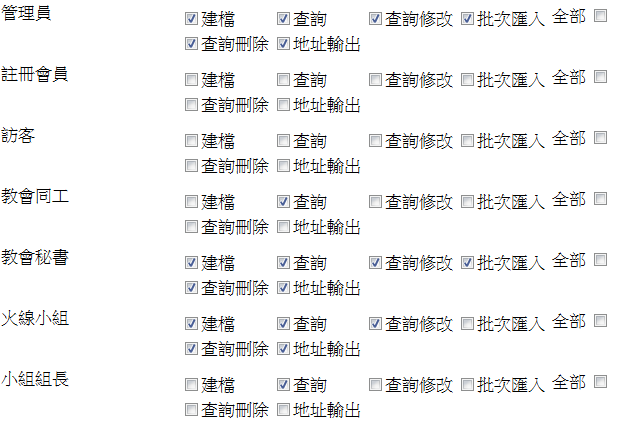 管理員 建檔 查詢 查詢修改 批次匯入 全部
查詢刪除 地址輸出
註冊會員 建檔 查詢 查詢修改 批次匯入 全部
查詢刪除 地址輸出
訪客 建檔 查詢 查詢修改 批次匯入 全部
查詢刪除 地址輸出
教會同工 建檔 查詢 查詢修改 批次匯入 全部
查詢刪除 地址輸出
教會秘書 建檔 查詢 查詢修改 批次匯入 全部
查詢刪除 地址輸出
火線小組 建檔 查詢 查詢修改 批次匯入 全部
查詢刪除 地址輸出
小組組長 建檔 查詢 查詢修改 批次匯入 全部
查詢刪除 地址輸出